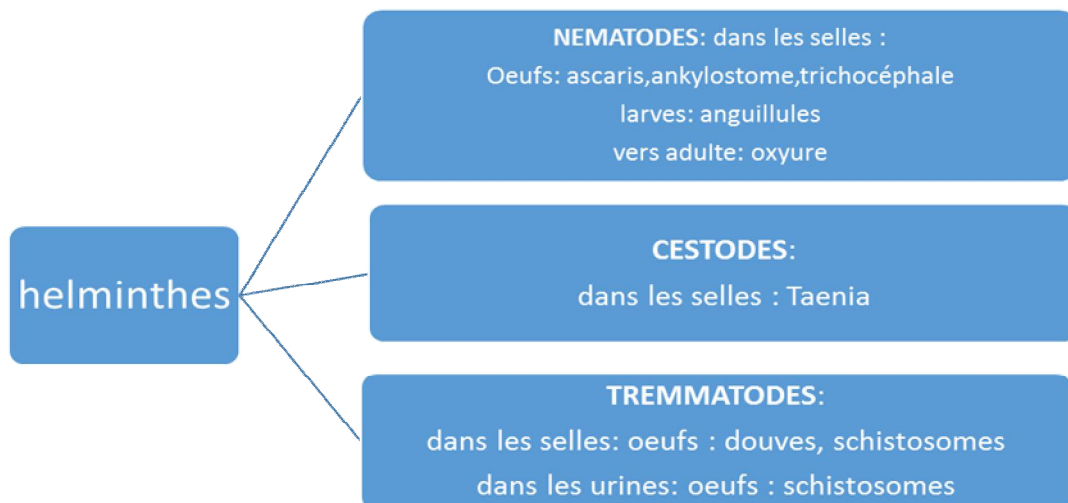 helminthes
NEMATODES: dans les selles :
Oeufs: ascaris,ankylostome,trichocéphale
larves: anguillules
vers adulte: oxyure
CESTODES:
dans les selles : Taenia
TREMMATODES:
dans les selles: oeufs : douves, schistosomes
dans les urines: oeufs : schistosomes